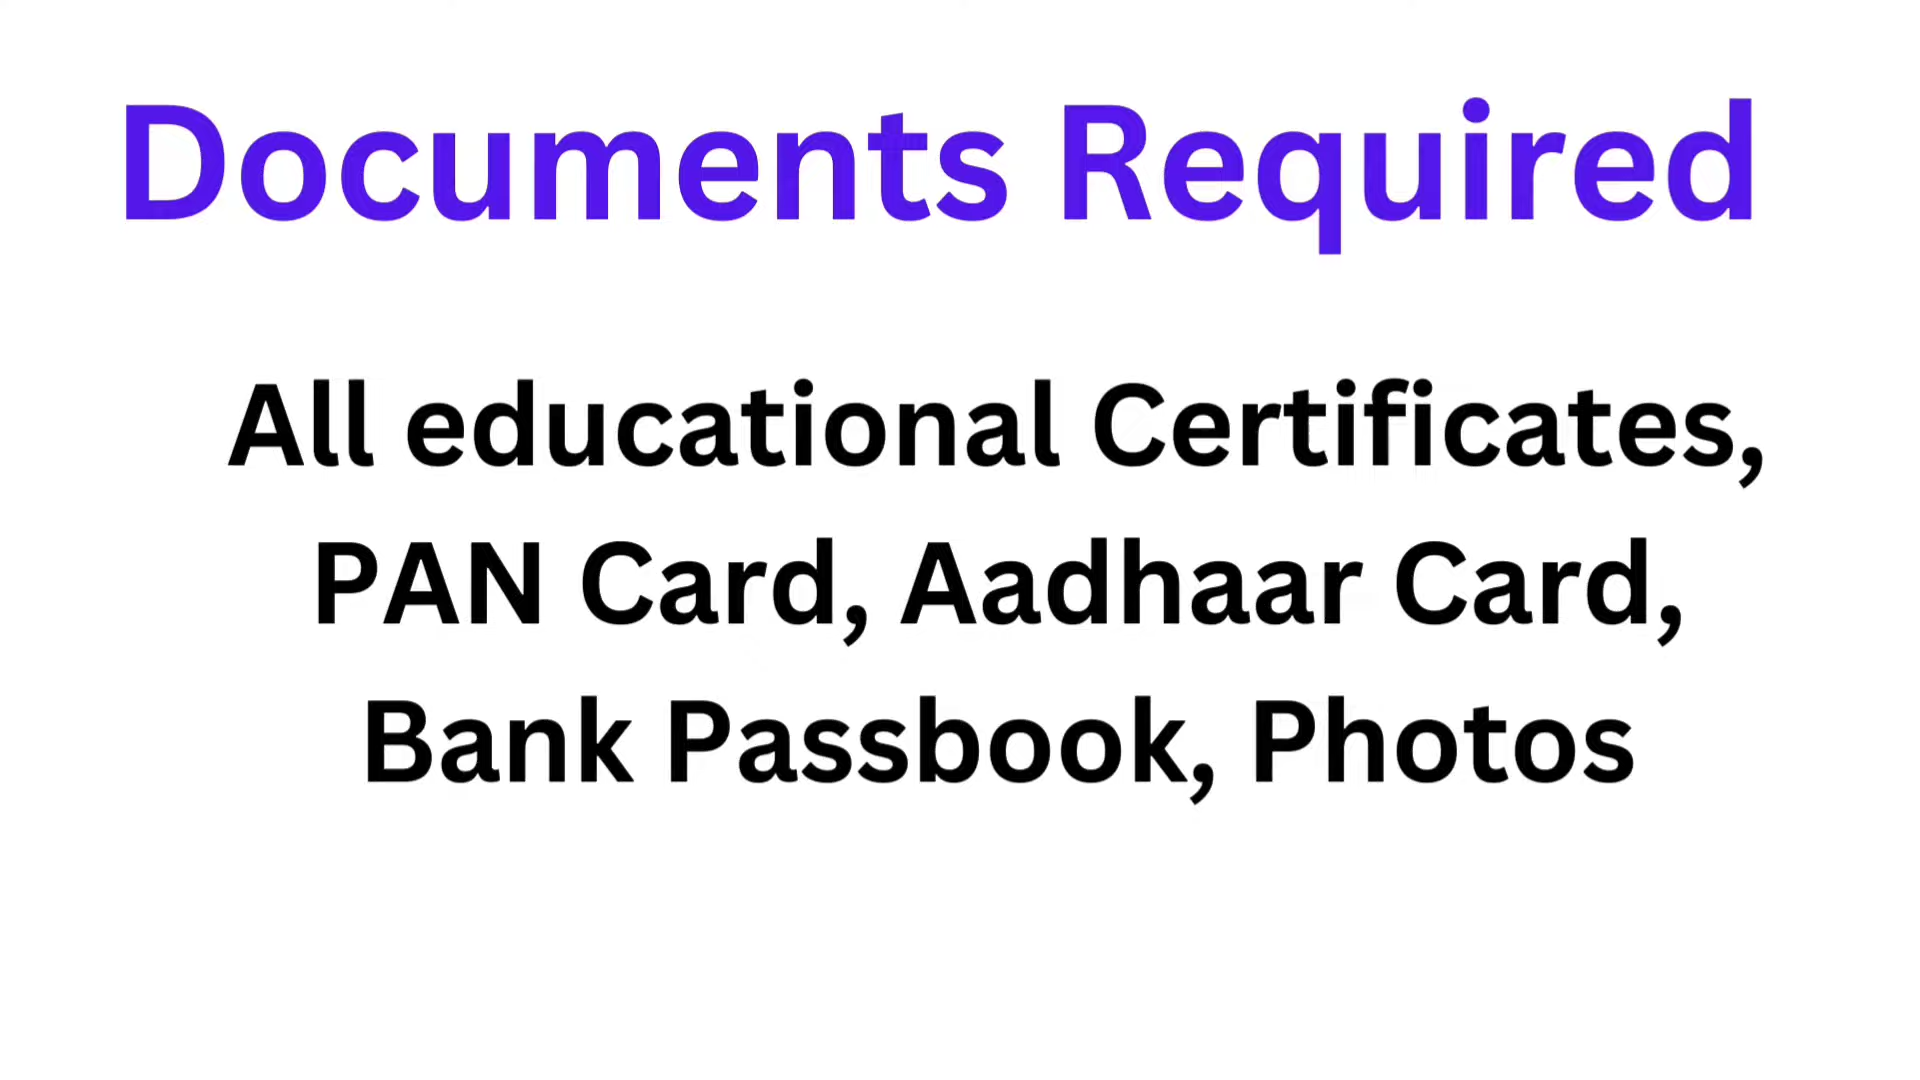 Documents Required
All educational Certificates,
PAN Card, Aadhaar Card,
Bank Passbook, Photos